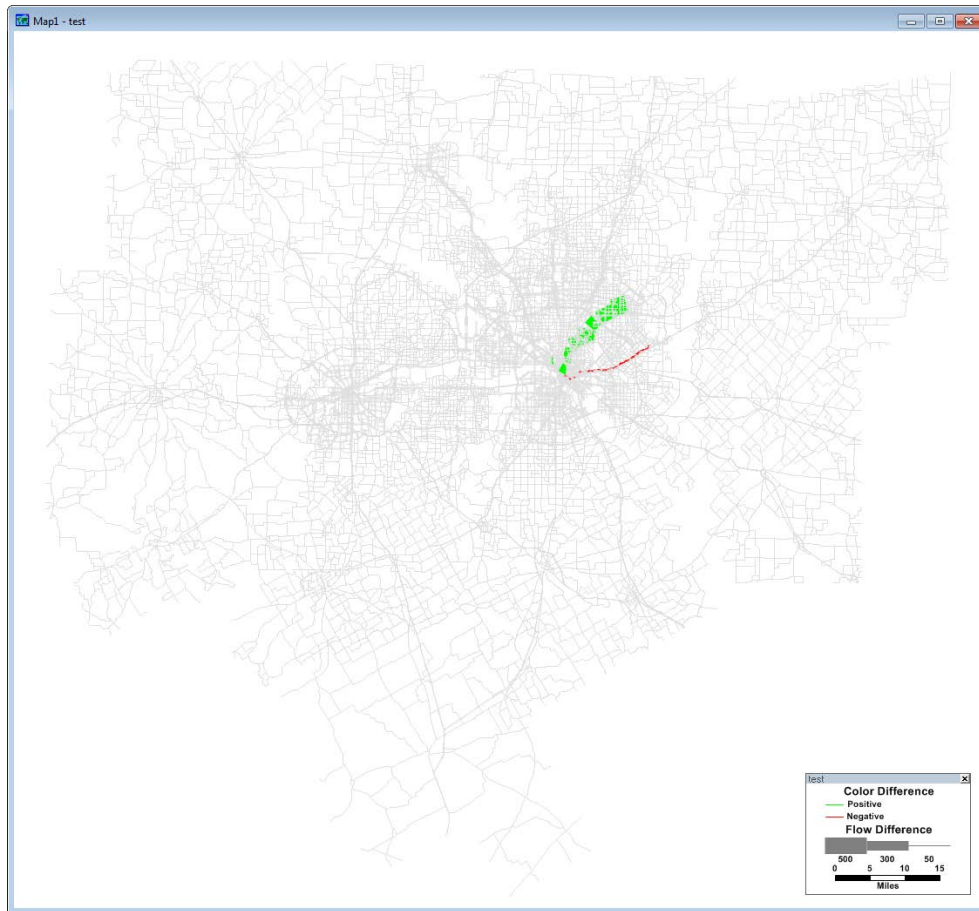 Map1 - test
test
Color Difference
Positive
Negative
Flow Difference
500 300 50
0 5 10 15
Miles